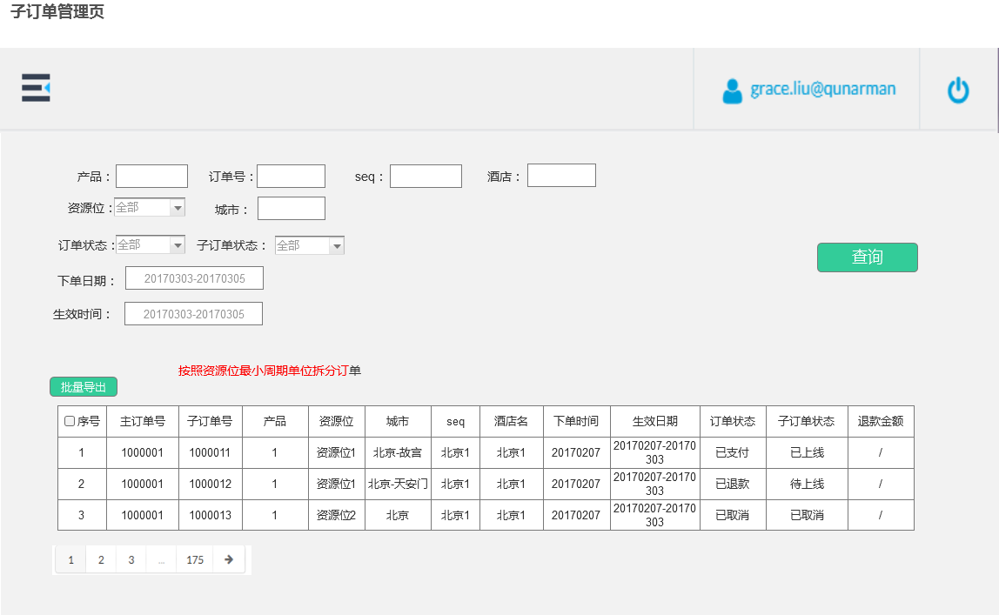 子订单管理页
grace.liu@qunarman
产品： 订单号： seq： 酒店：
资源位： 全部 城市：
订单状态： 全部 子订单状态： 全部
查询
下单日期： 20170303-20170305
生效时间： 20170303-20170305
按照资源位最小周期单位拆分订单
批量导出
序号 主订单号 子订单号 产品 资源位 城市 seq 酒店名 下单时间 生效日期 订单状态 子订单状态 退款金额
1 1000001 1000011 1 资源位1 北京-故宫 北京1 北京1 20170207 20170207-20170303 已支付 已上线 /
2 1000001 1000012 1 资源位1 北京-天安门 北京1 北京1 20170207 20170207-20170303 已退款 待上线 /
3 1000001 1000013 1 资源位2 北京 北京1 北京1 20170207 20170207-20170303 已取消 已取消 /
1 2 3 ... 175 →